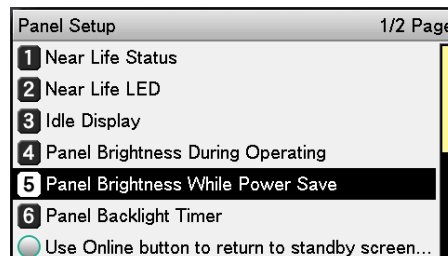 Panel Setup 1/2 Page
1 Near Life Status
2 Near Life LED
3 Idle Display
4 Panel Brightness During Operating
5 Panel Brightness While Power Save
6 Panel Backlight Timer
Use Online button to return to standby screen...